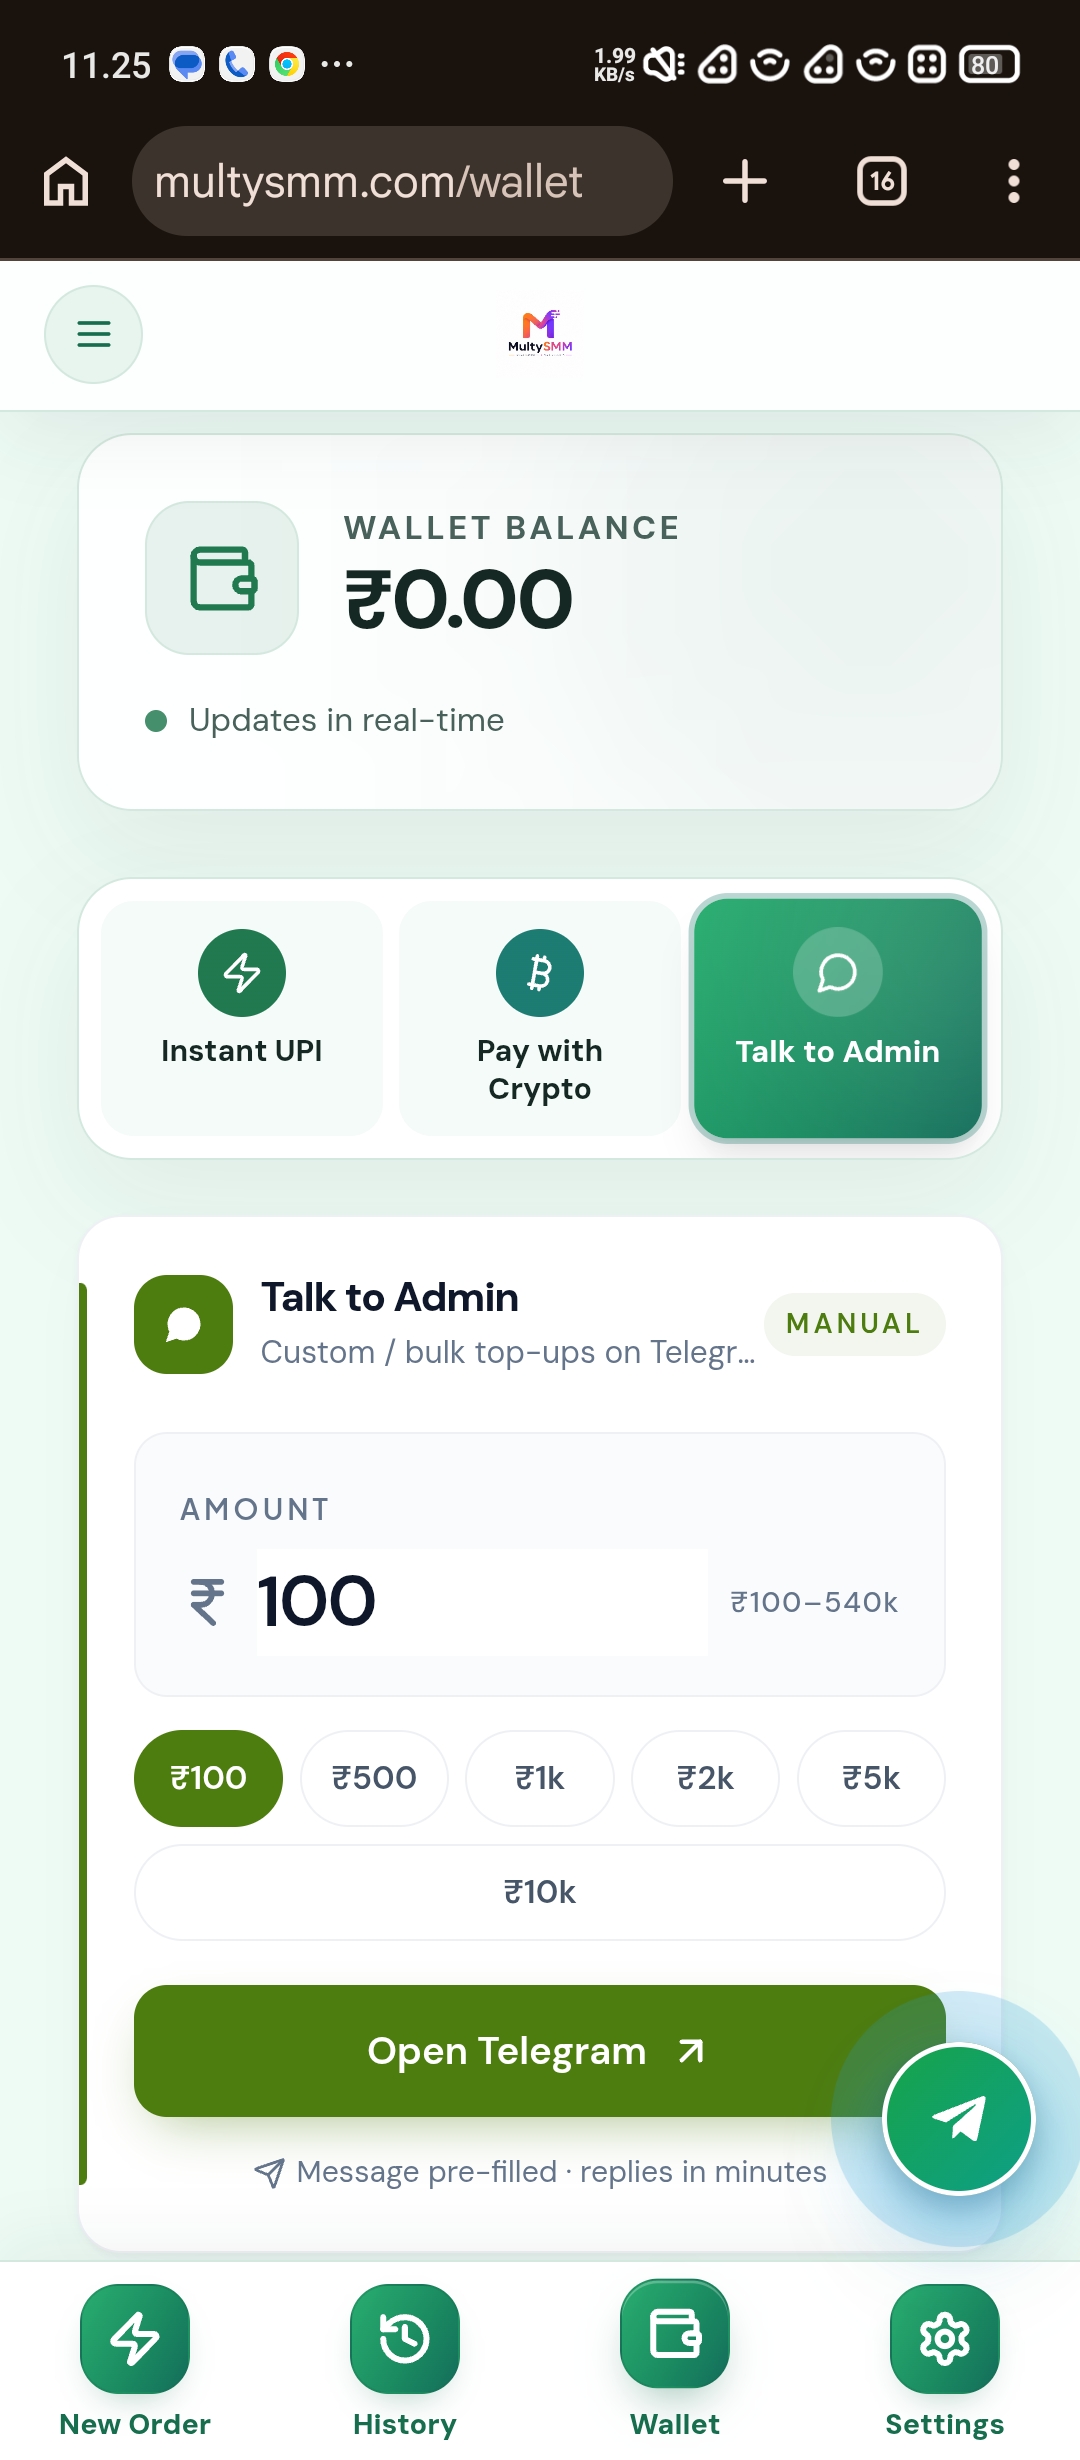 11.25
1.99
KB/s
80
multysmm.com/wallet
16
MultySMM
WALLET BALANCE
₹0.00
Updates in real-time
Instant UPI
Pay with
Crypto
Talk to Admin
Talk to Admin
Custom / bulk top-ups on Telegr...
MANUAL
AMOUNT
₹ 100
₹100–540k
₹100
₹500
₹1k
₹2k
₹5k
₹10k
Open Telegram
Message pre-filled · replies in minutes
New Order
History
Wallet
Settings